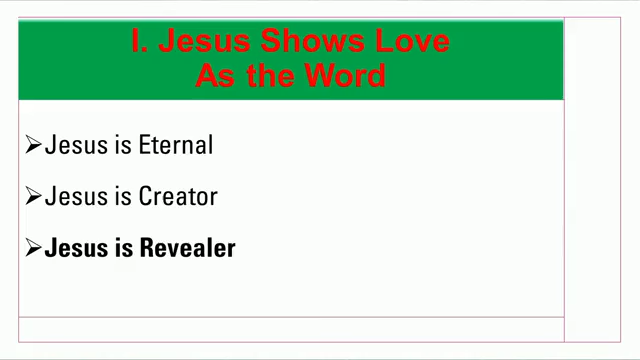 I. Jesus Shows Love
As the Word
➢Jesus is Eternal
➢Jesus is Creator
➢Jesus is Revealer